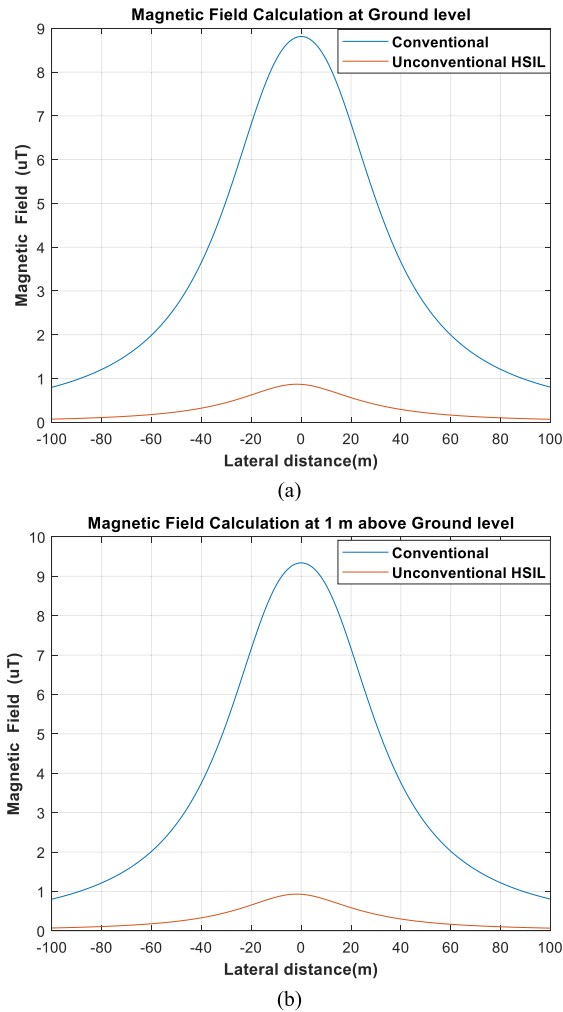 Magnetic Field Calculation at Ground level
Conventional
Unconventional HSIL
9
8
7
6
5
4
3
2
1
0
Magnetic Field (uT)
-100 -80 -60 -40 -20 0 20 40 60 80 100
Lateral distance(m)
(a)
Magnetic Field Calculation at 1 m above Ground level
Conventional
Unconventional HSIL
10
9
8
7
6
5
4
3
2
1
0
Magnetic Field (uT)
-100 -80 -60 -40 -20 0 20 40 60 80 100
Lateral distance(m)
(b)